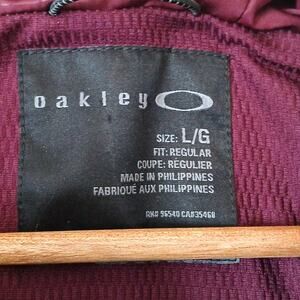 oakley
SIZE: L/G
FIT: REGULAR
COUPE: RÉGULIER
MADE IN PHILIPPINES
FABRIQUÉ AUX PHILIPPINES
RN# 96540 CA#35468